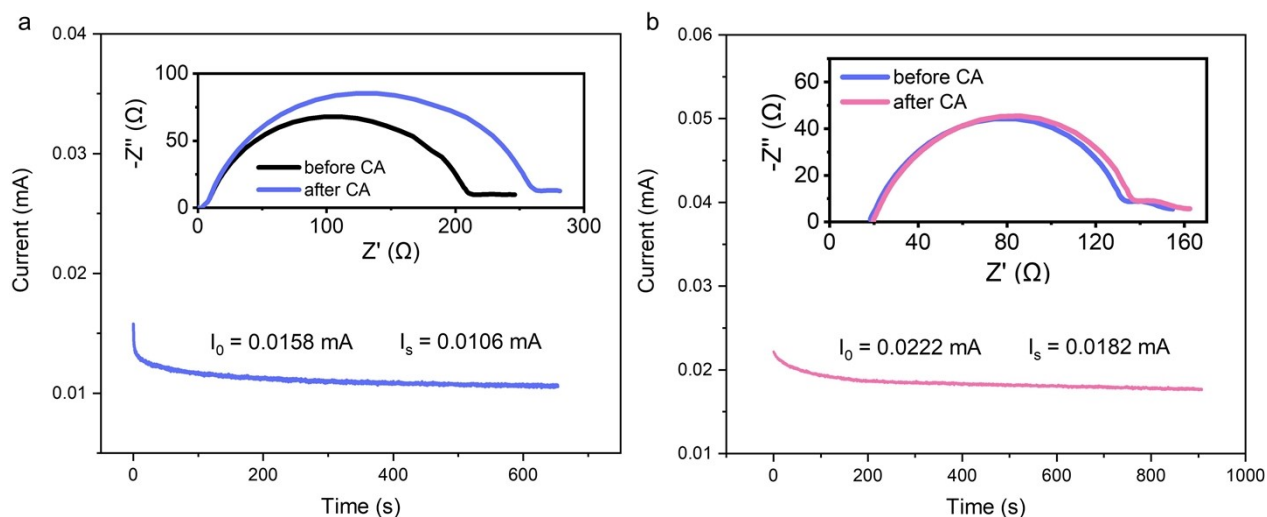 a
0.04
0.03
0.02
0.01
Current (mA)
0
200
400
600
Time (s)
100
50
0
-Z'' (Ω)
0
100
200
300
Z' (Ω)
before CA
after CA
I0 = 0.0158 mA
Is = 0.0106 mA
b
0.06
0.05
0.04
0.03
0.02
0.01
Current (mA)
0
200
400
600
800
1000
Time (s)
60
40
20
0
-Z'' (Ω)
0
40
80
120
160
Z' (Ω)
before CA
after CA
I0 = 0.0222 mA
Is = 0.0182 mA